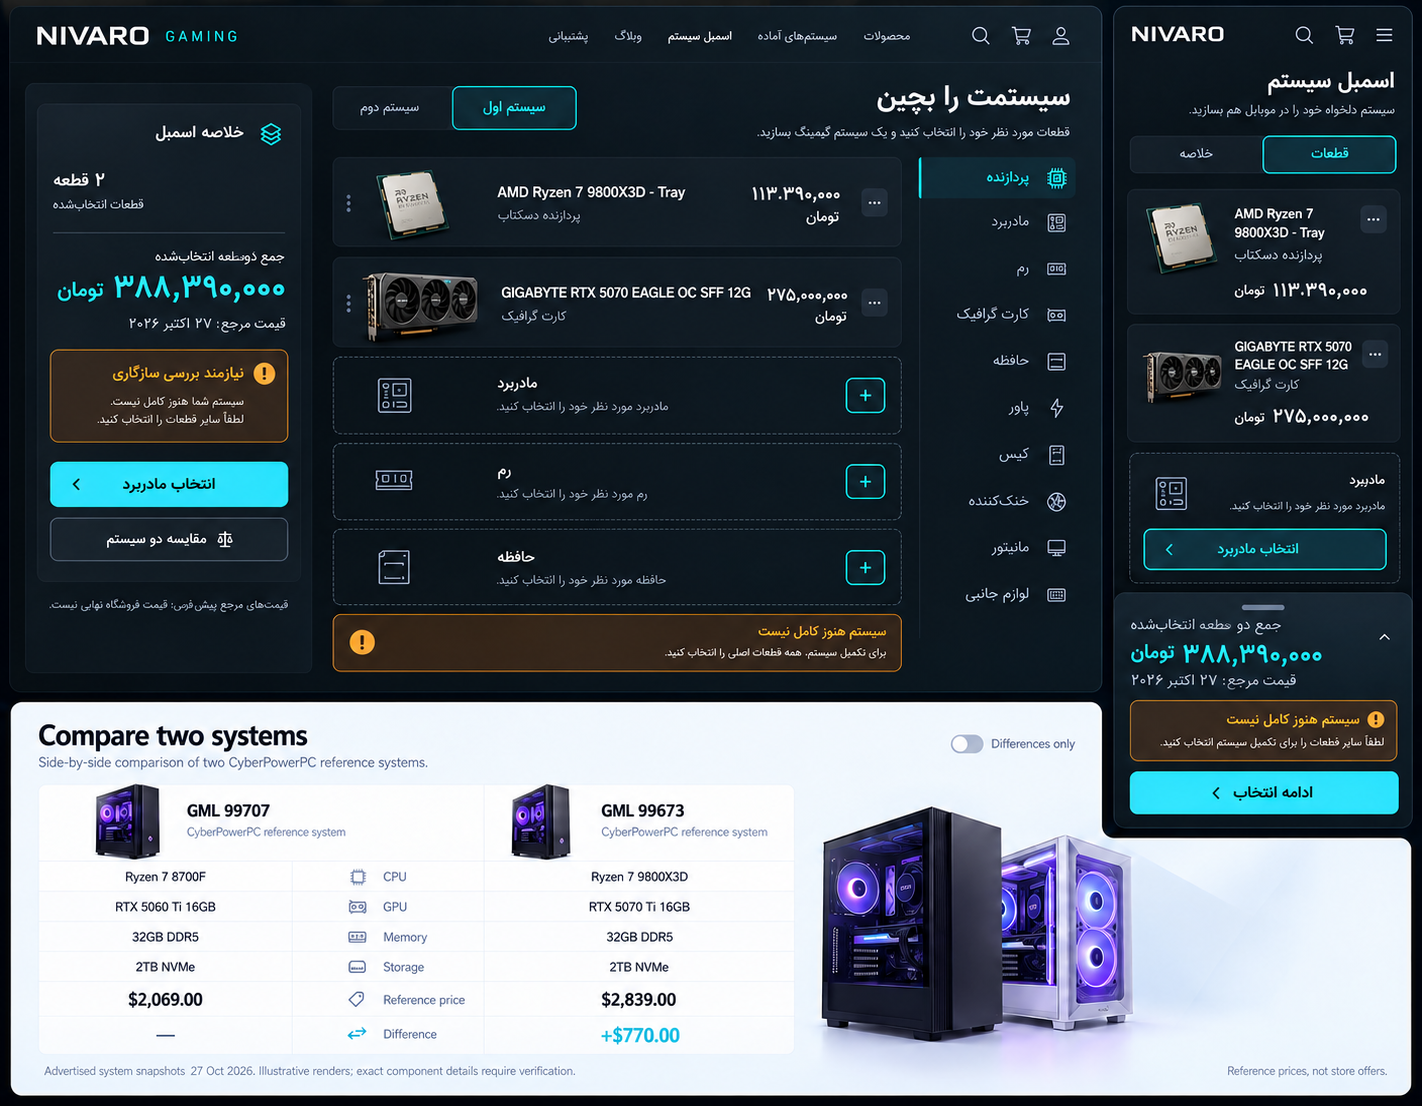 NIVARO GAMING
محصولات
سیستم‌های آماده
اسمبل سیستم
وبلاگ
پشتیبانی
سیستمت را بچین
قطعات مورد نظر خود را انتخاب کنید و یک سیستم گیمینگ بسازید.
سیستم اول
سیستم دوم
پردازنده
مادربرد
رم
کارت گرافیک
حافظه
پاور
کیس
خنک‌کننده
مانیتور
لوازم جانبی
AMD Ryzen 7 9800X3D - Tray
پردازنده دسکتاپ
۱۱۳.۳۹۰,۰۰۰
تومان
RYZEN
GIGABYTE RTX 5070 EAGLE OC SFF 12G
کارت گرافیک
۲۷۵,۰۰۰,۰۰۰
تومان
مادربرد
مادربرد مورد نظر خود را انتخاب کنید.
رم
رم مورد نظر خود را انتخاب کنید.
حافظه
حافظه مورد نظر خود را انتخاب کنید.
سیستم هنوز کامل نیست
برای تکمیل سیستم، همه قطعات اصلی را انتخاب کنید.
خلاصه اسمبل
۲ قطعه
قطعات انتخاب‌شده
جمع دوقطعه انتخاب‌شده
۳۸۸,۳۹۰,۰۰۰ تومان
قیمت مرجع: ۲۷ اکتبر ۲۰۲۶
نیازمند بررسی سازگاری
سیستم شما هنوز کامل نیست.
لطفاً سایر قطعات را انتخاب کنید.
انتخاب مادربرد
مقایسه دو سیستم
قیمت‌های مرجع پیش‌فرض: قیمت فروشگاه نهایی نیست.
NIVARO
اسمبل سیستم
سیستم دلخواه خود را در موبایل هم بسازید.
قطعات
خلاصه
RYZEN
AMD Ryzen 7
9800X3D - Tray
پردازنده دسکتاپ
۱۱۳.۳۹۰,۰۰۰ تومان
GIGABYTE RTX 5070
EAGLE OC SFF 12G
کارت گرافیک
۲۷۵,۰۰۰,۰۰۰ تومان
مادربرد
مادربرد مورد نظر خود را انتخاب کنید.
انتخاب مادربرد
جمع دو قطعه انتخاب‌شده
۳۸۸,۳۹۰,۰۰۰ تومان
قیمت مرجع: ۲۷ اکتبر ۲۰۲۶
سیستم هنوز کامل نیست
لطفاً سایر قطعات را برای تکمیل سیستم انتخاب کنید.
ادامه انتخاب
Compare two systems
Side-by-side comparison of two CyberPowerPC reference systems.
Differences only
GML 99707
CyberPowerPC reference system
GML 99673
CyberPowerPC reference system
Ryzen 7 8700F CPU Ryzen 7 9800X3D
RTX 5060 Ti 16GB GPU RTX 5070 Ti 16GB
32GB DDR5 Memory 32GB DDR5
2TB NVMe Storage 2TB NVMe
$2,069.00 Reference price $2,839.00
— Difference +$770.00
Advertised system snapshots 27 Oct 2026. Illustrative renders; exact component details require verification.
Reference prices, not store offers.